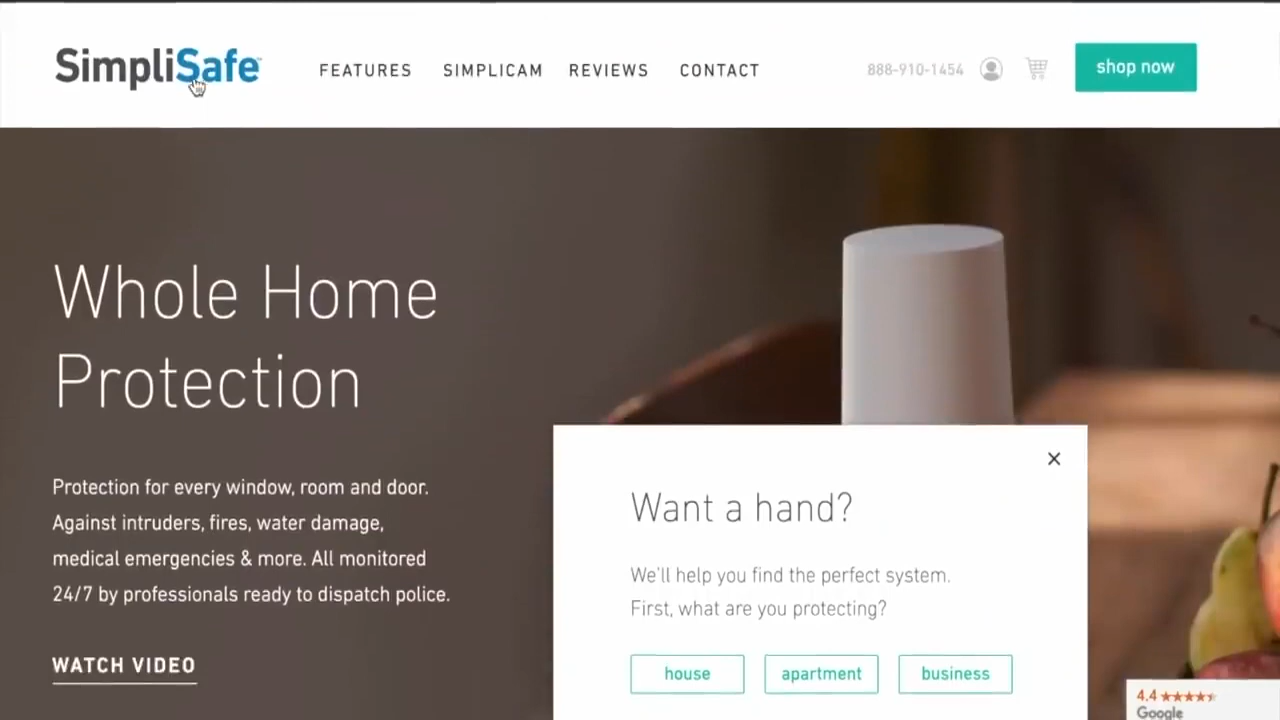 SimpliSafe
FEATURES SIMPLICAM REVIEWS CONTACT 888-910-1454 shop now
Whole Home
Protection
Protection for every window, room and door.
Against intruders, fires, water damage,
medical emergencies & more. All monitored
24/7 by professionals ready to dispatch police.
WATCH VIDEO
Want a hand?
We'll help you find the perfect system.
First, what are you protecting?
house apartment business
4.4
Google